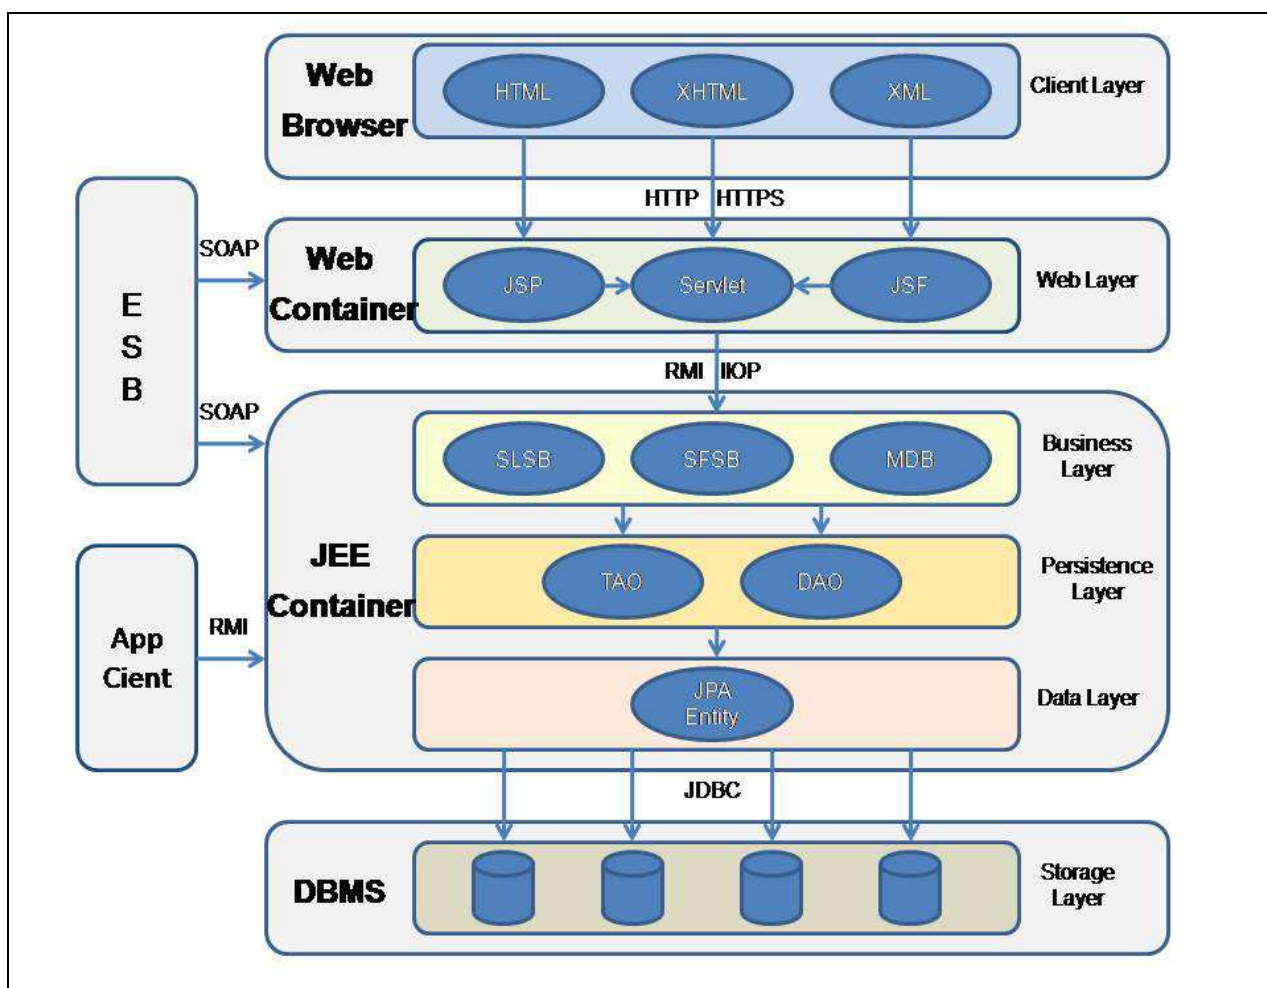 Web
Browser
HTML
XHTML
XML
Client Layer
HTTP
HTTPS
E
S
B
SOAP
Web
Container
JSP
Servlet
JSF
Web Layer
RMI
IIOP
SOAP
SLSB
SFSB
MDB
Business
Layer
JEE
Container
TAO
DAO
Persistence
Layer
App
Cient
RMI
JPA
Entity
Data Layer
JDBC
DBMS
Storage
Layer